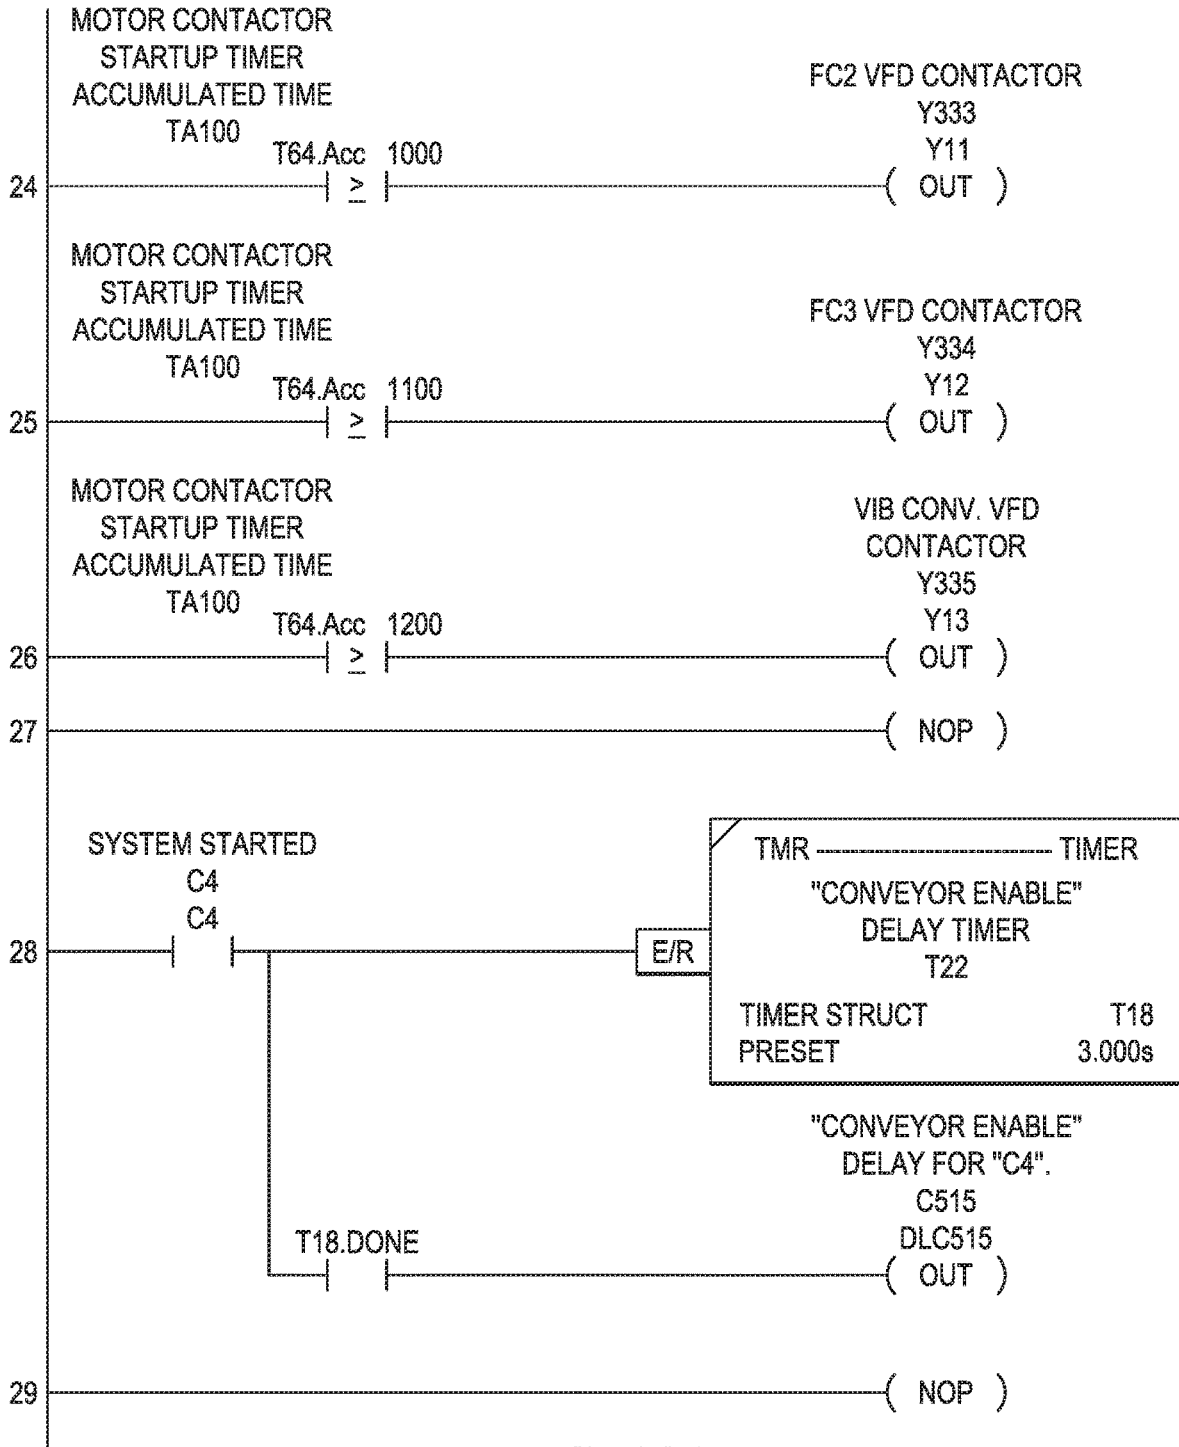 MOTOR CONTACTOR
STARTUP TIMER
ACCUMULATED TIME
TA100
T64.Acc 1000
FC2 VFD CONTACTOR
Y333
Y11
24
≥
( OUT )
MOTOR CONTACTOR
STARTUP TIMER
ACCUMULATED TIME
TA100
T64.Acc 1100
FC3 VFD CONTACTOR
Y334
Y12
25
≥
( OUT )
MOTOR CONTACTOR
STARTUP TIMER
ACCUMULATED TIME
TA100
T64.Acc 1200
VIB CONV. VFD
CONTACTOR
Y335
Y13
26
≥
( OUT )
27
( NOP )
SYSTEM STARTED
C4
C4
28
E/R
TMR TIMER
"CONVEYOR ENABLE"
DELAY TIMER
T22
TIMER STRUCT T18
PRESET 3.000s
"CONVEYOR ENABLE"
DELAY FOR "C4".
C515
DLC515
T18.DONE
( OUT )
29
( NOP )